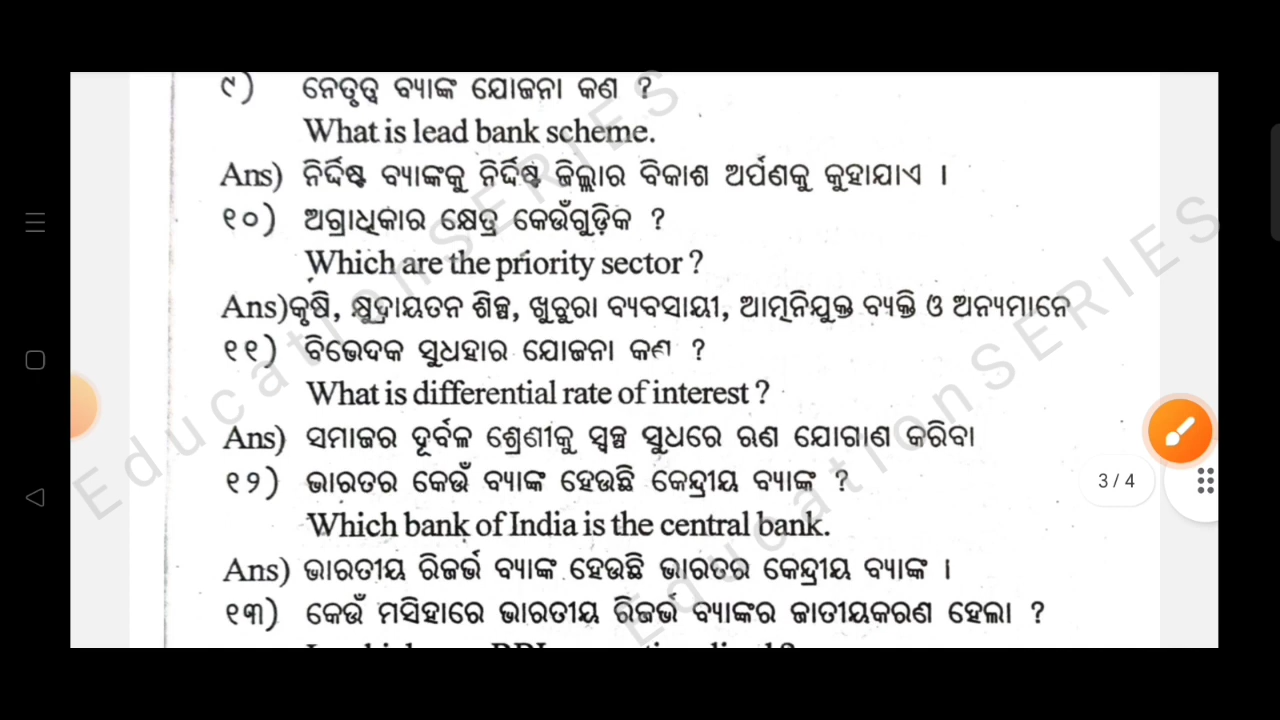 ୯) ନେତୃତ୍ୱ ବ୍ୟାଙ୍କ ଯୋଜନା କଣ ?
What is lead bank scheme.
Ans) ନିର୍ଦ୍ଦିଷ୍ଟ ବ୍ୟାଙ୍କକୁ ନିର୍ଦ୍ଦିଷ୍ଟ ଜିଲ୍ଲାର ବିକାଶ ଅର୍ପଣକୁ କୁହାଯାଏ ।
୧୦) ଅଗ୍ରାଧିକାର କ୍ଷେତ୍ର କେଉଁଗୁଡ଼ିକ ?
Which are the priority sector ?
Ans) କୃଷି, କ୍ଷୁଦ୍ରାୟତନ ଶିଳ୍ପ, ଖୁଚୁରା ବ୍ୟବସାୟୀ, ଆତ୍ମନିଯୁକ୍ତ ବ୍ୟକ୍ତି ଓ ଅନ୍ୟମାନେ
୧୧) ବିଭେଦକ ସୁଧହାର ଯୋଜନା କଣ ?
What is differential rate of interest ?
Ans) ସମାଜର ଦୂର୍ବଳ ଶ୍ରେଣୀକୁ ସ୍ୱଳ୍ପ ସୁଧରେ ଋଣ ଯୋଗାଣ କରିବା
୧୨) ଭାରତର କେଉଁ ବ୍ୟାଙ୍କ ହେଉଛି କେନ୍ଦ୍ରୀୟ ବ୍ୟାଙ୍କ ?
Which bank of India is the central bank.
Ans) ଭାରତୀୟ ରିଜର୍ଭ ବ୍ୟାଙ୍କ ହେଉଛି ଭାରତର କେନ୍ଦ୍ରୀୟ ବ୍ୟାଙ୍କ ।
୧୩) କେଉଁ ମସିହାରେ ଭାରତୀୟ ରିଜର୍ଭ ବ୍ୟାଙ୍କର ଜାତୀୟକରଣ ହେଲା ?
EducationSERIES
EducationSERIES
3/4